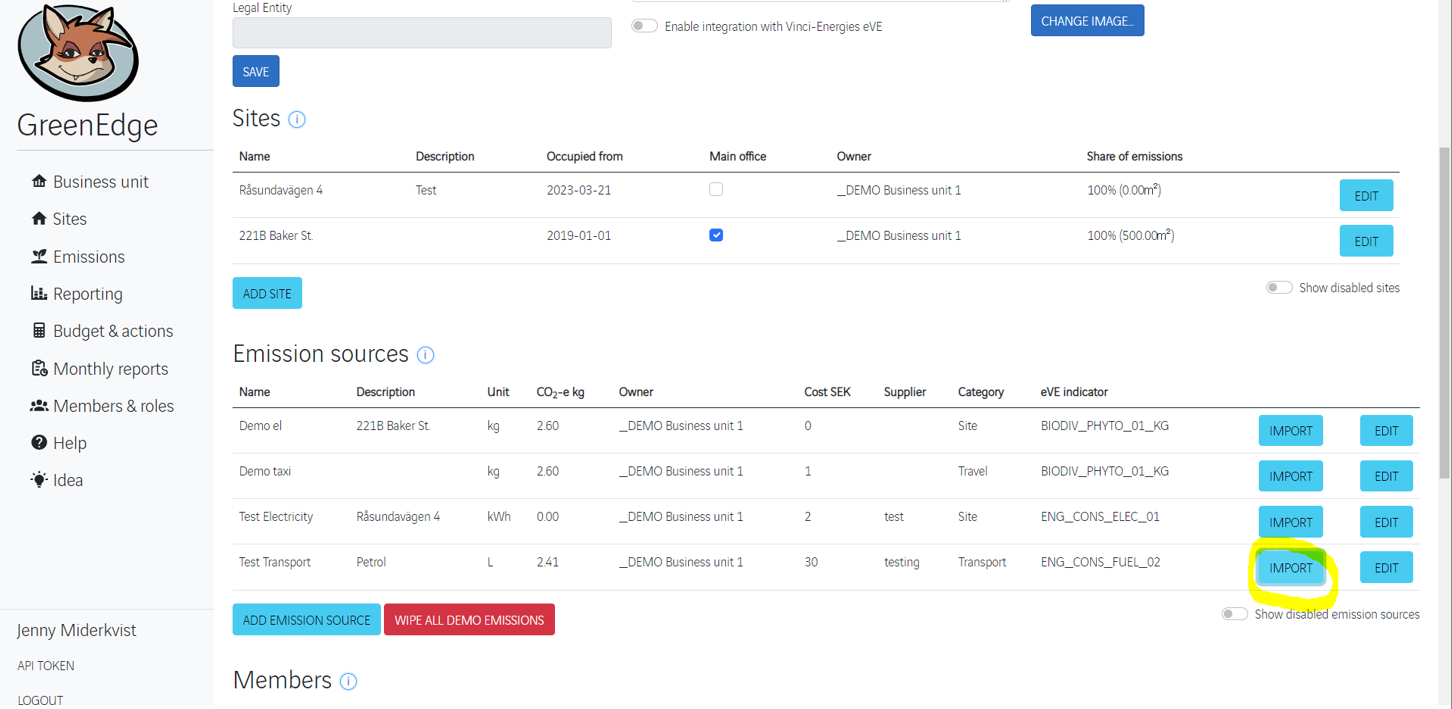 Legal Entity
Enable integration with Vinci-Energies eVE
CHANGE IMAGE...
SAVE
GreenEdge
Business unit
Sites
Emissions
Reporting
Budget & actions
Monthly reports
Members & roles
Help
Idea
Jenny Miderkvist
API TOKEN
LOGOUT
Sites
Name Description Occupied from Main office Owner Share of emissions
Råsundavägen 4 Test 2023-03-21 _DEMO Business unit 1 100% (0.00m²) EDIT
221B Baker St. 2019-01-01 _DEMO Business unit 1 100% (500.00m²) EDIT
ADD SITE Show disabled sites
Emission sources
Name Description Unit CO₂-e kg Owner Cost SEK Supplier Category eVE indicator
Demo el 221B Baker St. kg 2.60 _DEMO Business unit 1 0 Site BIODIV_PHYTO_01_KG IMPORT EDIT
Demo taxi kg 2.60 _DEMO Business unit 1 1 Travel BIODIV_PHYTO_01_KG IMPORT EDIT
Test Electricity Råsundavägen 4 kWh 0.00 _DEMO Business unit 1 2 test Site ENG_CONS_ELEC_01 IMPORT EDIT
Test Transport Petrol L 2.41 _DEMO Business unit 1 30 testing Transport ENG_CONS_FUEL_02 IMPORT EDIT
ADD EMISSION SOURCE WIPE ALL DEMO EMISSIONS Show disabled emission sources
Members